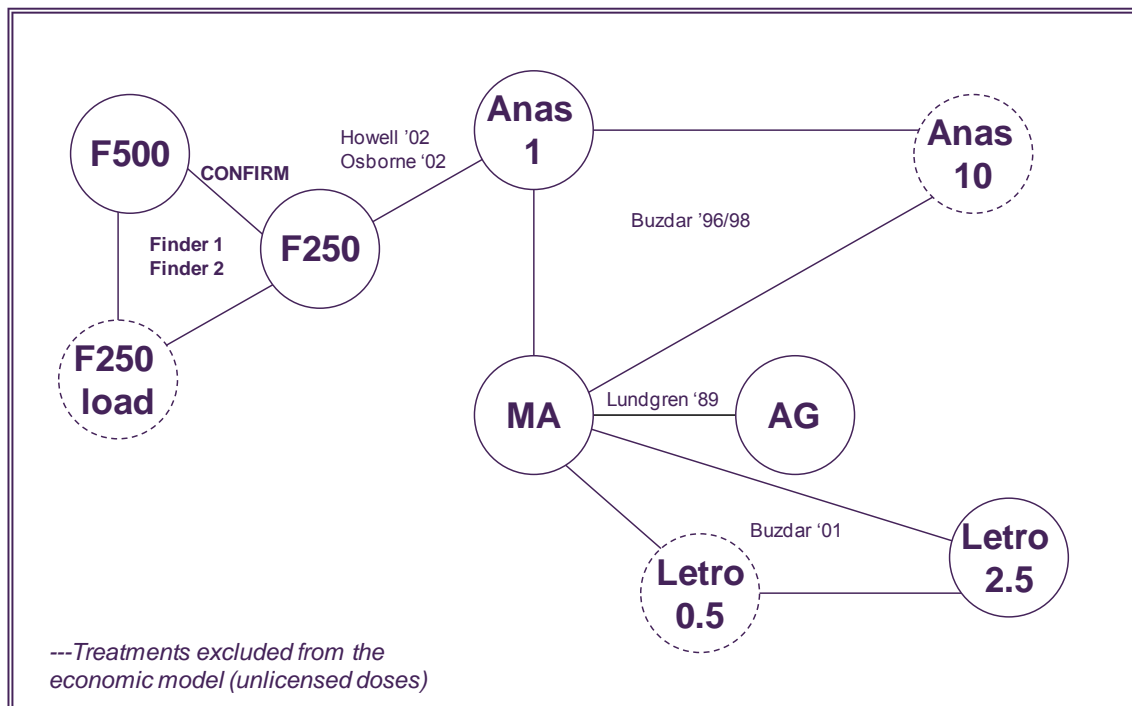 F500
CONFIRM
Howell ’02
Osborne ‘02
Anas
1
Anas
10
Finder 1
Finder 2
F250
Buzdar ’96/98
F250
load
MA
Lundgren ‘89
AG
Buzdar ‘01
Letro
0.5
Letro
2.5
---Treatments excluded from the
economic model (unlicensed doses)